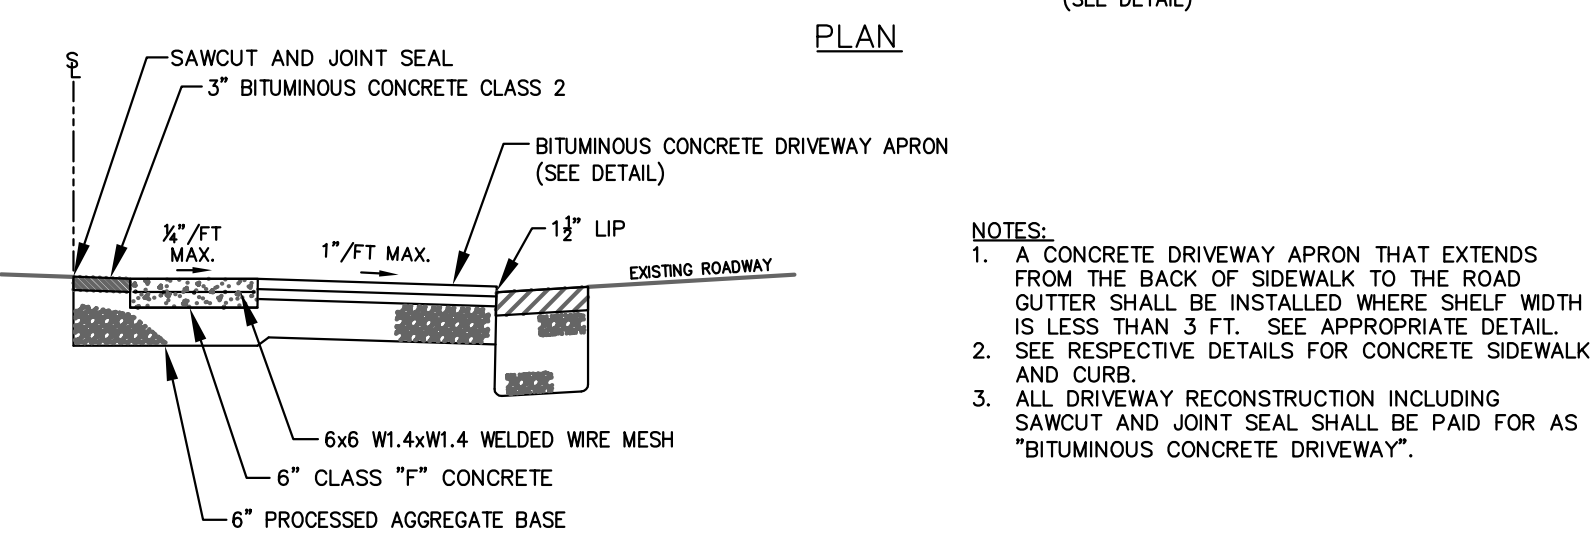 (SEE DETAIL)
PLAN
SL
SAWCUT AND JOINT SEAL
3" BITUMINOUS CONCRETE CLASS 2
BITUMINOUS CONCRETE DRIVEWAY APRON
(SEE DETAIL)
1½" LIP
¼"/FT
MAX.
1"/FT MAX.
EXISTING ROADWAY
6x6 W1.4xW1.4 WELDED WIRE MESH
6" CLASS "F" CONCRETE
6" PROCESSED AGGREGATE BASE
NOTES:
1. A CONCRETE DRIVEWAY APRON THAT EXTENDS
FROM THE BACK OF SIDEWALK TO THE ROAD
GUTTER SHALL BE INSTALLED WHERE SHELF WIDTH
IS LESS THAN 3 FT. SEE APPROPRIATE DETAIL.
2. SEE RESPECTIVE DETAILS FOR CONCRETE SIDEWALK
AND CURB.
3. ALL DRIVEWAY RECONSTRUCTION INCLUDING
SAWCUT AND JOINT SEAL SHALL BE PAID FOR AS
"BITUMINOUS CONCRETE DRIVEWAY".